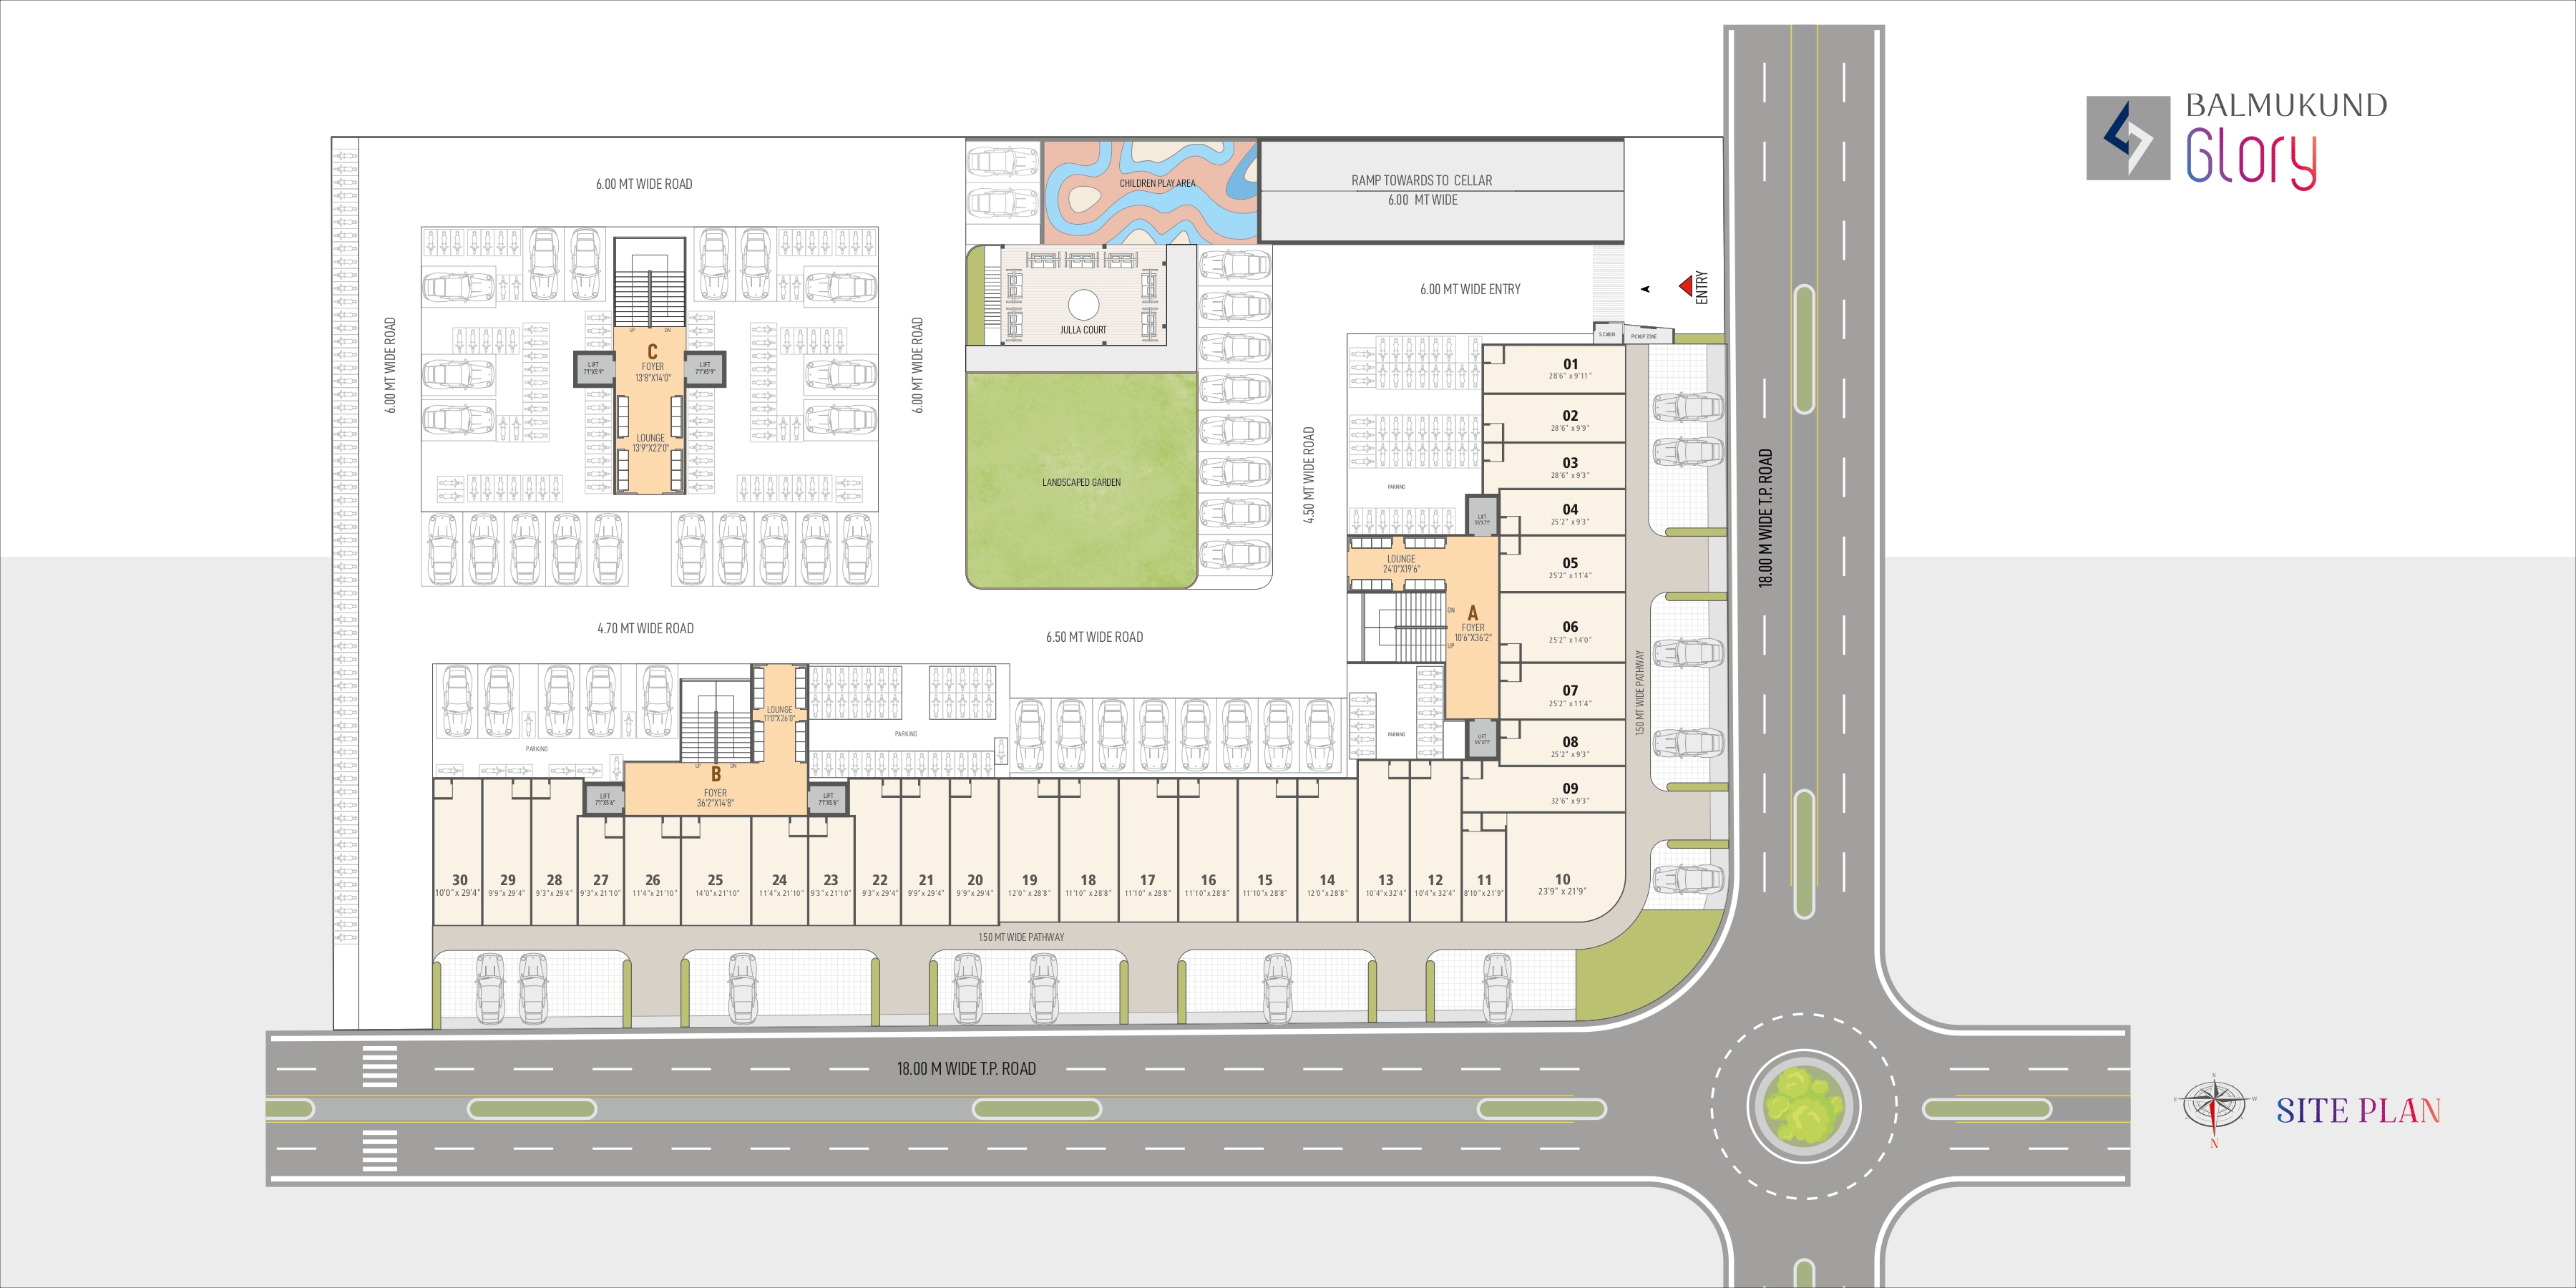 BALMUKUND
Glory
6.00 MT WIDE ROAD
CHILDREN PLAY AREA
RAMP TOWARDS TO CELLAR
6.00 MT WIDE
6.00 MT WIDE ENTRY
A
ENTRY
S.CABIN
PICKUP ZONE
JULLA COURT
UP
DN
C
FOYER
13'8"X14'0"
LIFT
7'1"X5'9"
LIFT
7'1"X5'9"
LOUNGE
13'9"X22'0"
6.00 MT WIDE ROAD
6.00 MT WIDE ROAD
LANDSCAPED GARDEN
4.50 MT WIDE ROAD
PARKING
01
28'6" x 9'11"
02
28'6" x 9'9"
03
28'6" x 9'3"
04
25'2" x 9'3"
05
25'2" x 11'4"
06
25'2" x 14'0"
07
25'2" x 11'4"
08
25'2" x 9'3"
09
32'6" x 9'3"
LIFT
LOUNGE
24'0"X19'6"
DN
UP
A
FOYER
10'6"X36'2"
LIFT
PARKING
1.50 MT WIDE PATHWAY
18.00 M WIDE T.P. ROAD
4.70 MT WIDE ROAD
6.50 MT WIDE ROAD
LOUNGE
11'0"X26'0"
PARKING
PARKING
UP
DN
B
FOYER
36'2"X14'8"
LIFT
7'1"X5'6"
LIFT
7'1"X5'6"
30
10'0" x 29'4"
29
9'9" x 29'4"
28
9'3" x 29'4"
27
9'3" x 21'10"
26
11'4" x 21'10"
25
14'0" x 21'10"
24
11'4" x 21'10"
23
9'3" x 21'10"
22
9'3" x 29'4"
21
9'9" x 29'4"
20
9'9" x 29'4"
19
12'0" x 28'8"
18
11'10" x 28'8"
17
11'10" x 28'8"
16
11'10" x 28'8"
15
11'10" x 28'8"
14
12'0" x 28'8"
13
10'4" x 32'4"
12
10'4" x 32'4"
11
8'10" x 21'9"
10
23'9" x 21'9"
1.50 MT WIDE PATHWAY
18.00 M WIDE T.P. ROAD
N
SITE PLAN